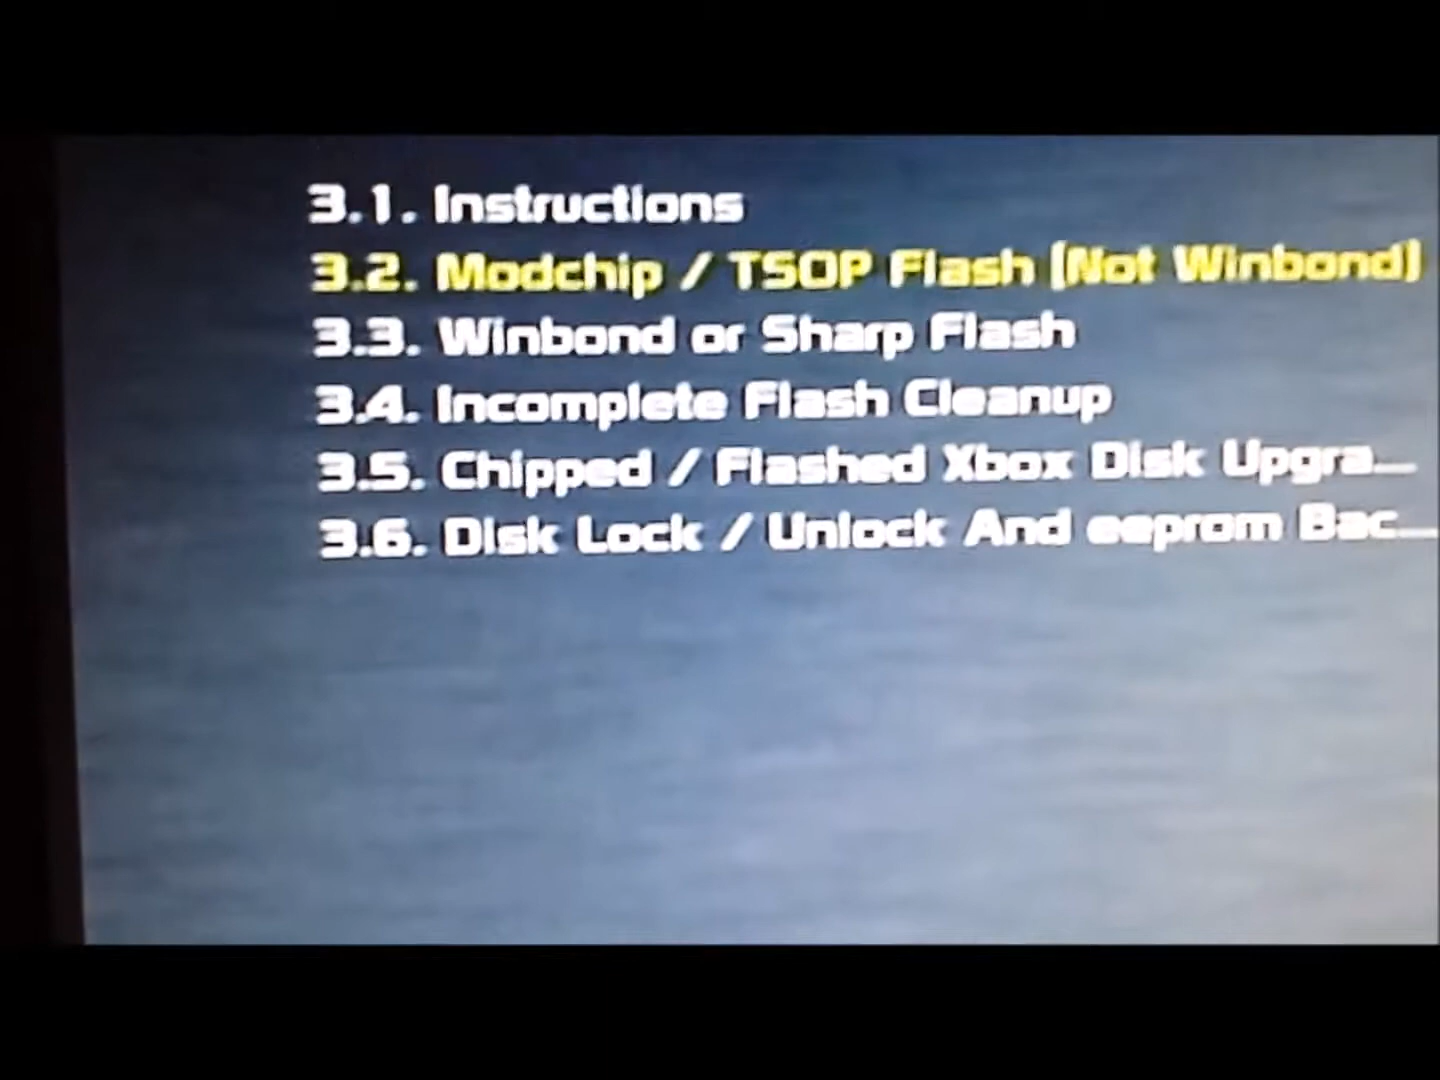 3.1. Instructions
3.2. Modchip / TSOP Flash (Not Winbond)
3.3. Winbond or Sharp Flash
3.4. Incomplete Flash Cleanup
3.5. Chipped / Flashed Xbox Disk Upgra...
3.6. Disk Lock / Unlock And eeprom Bac...